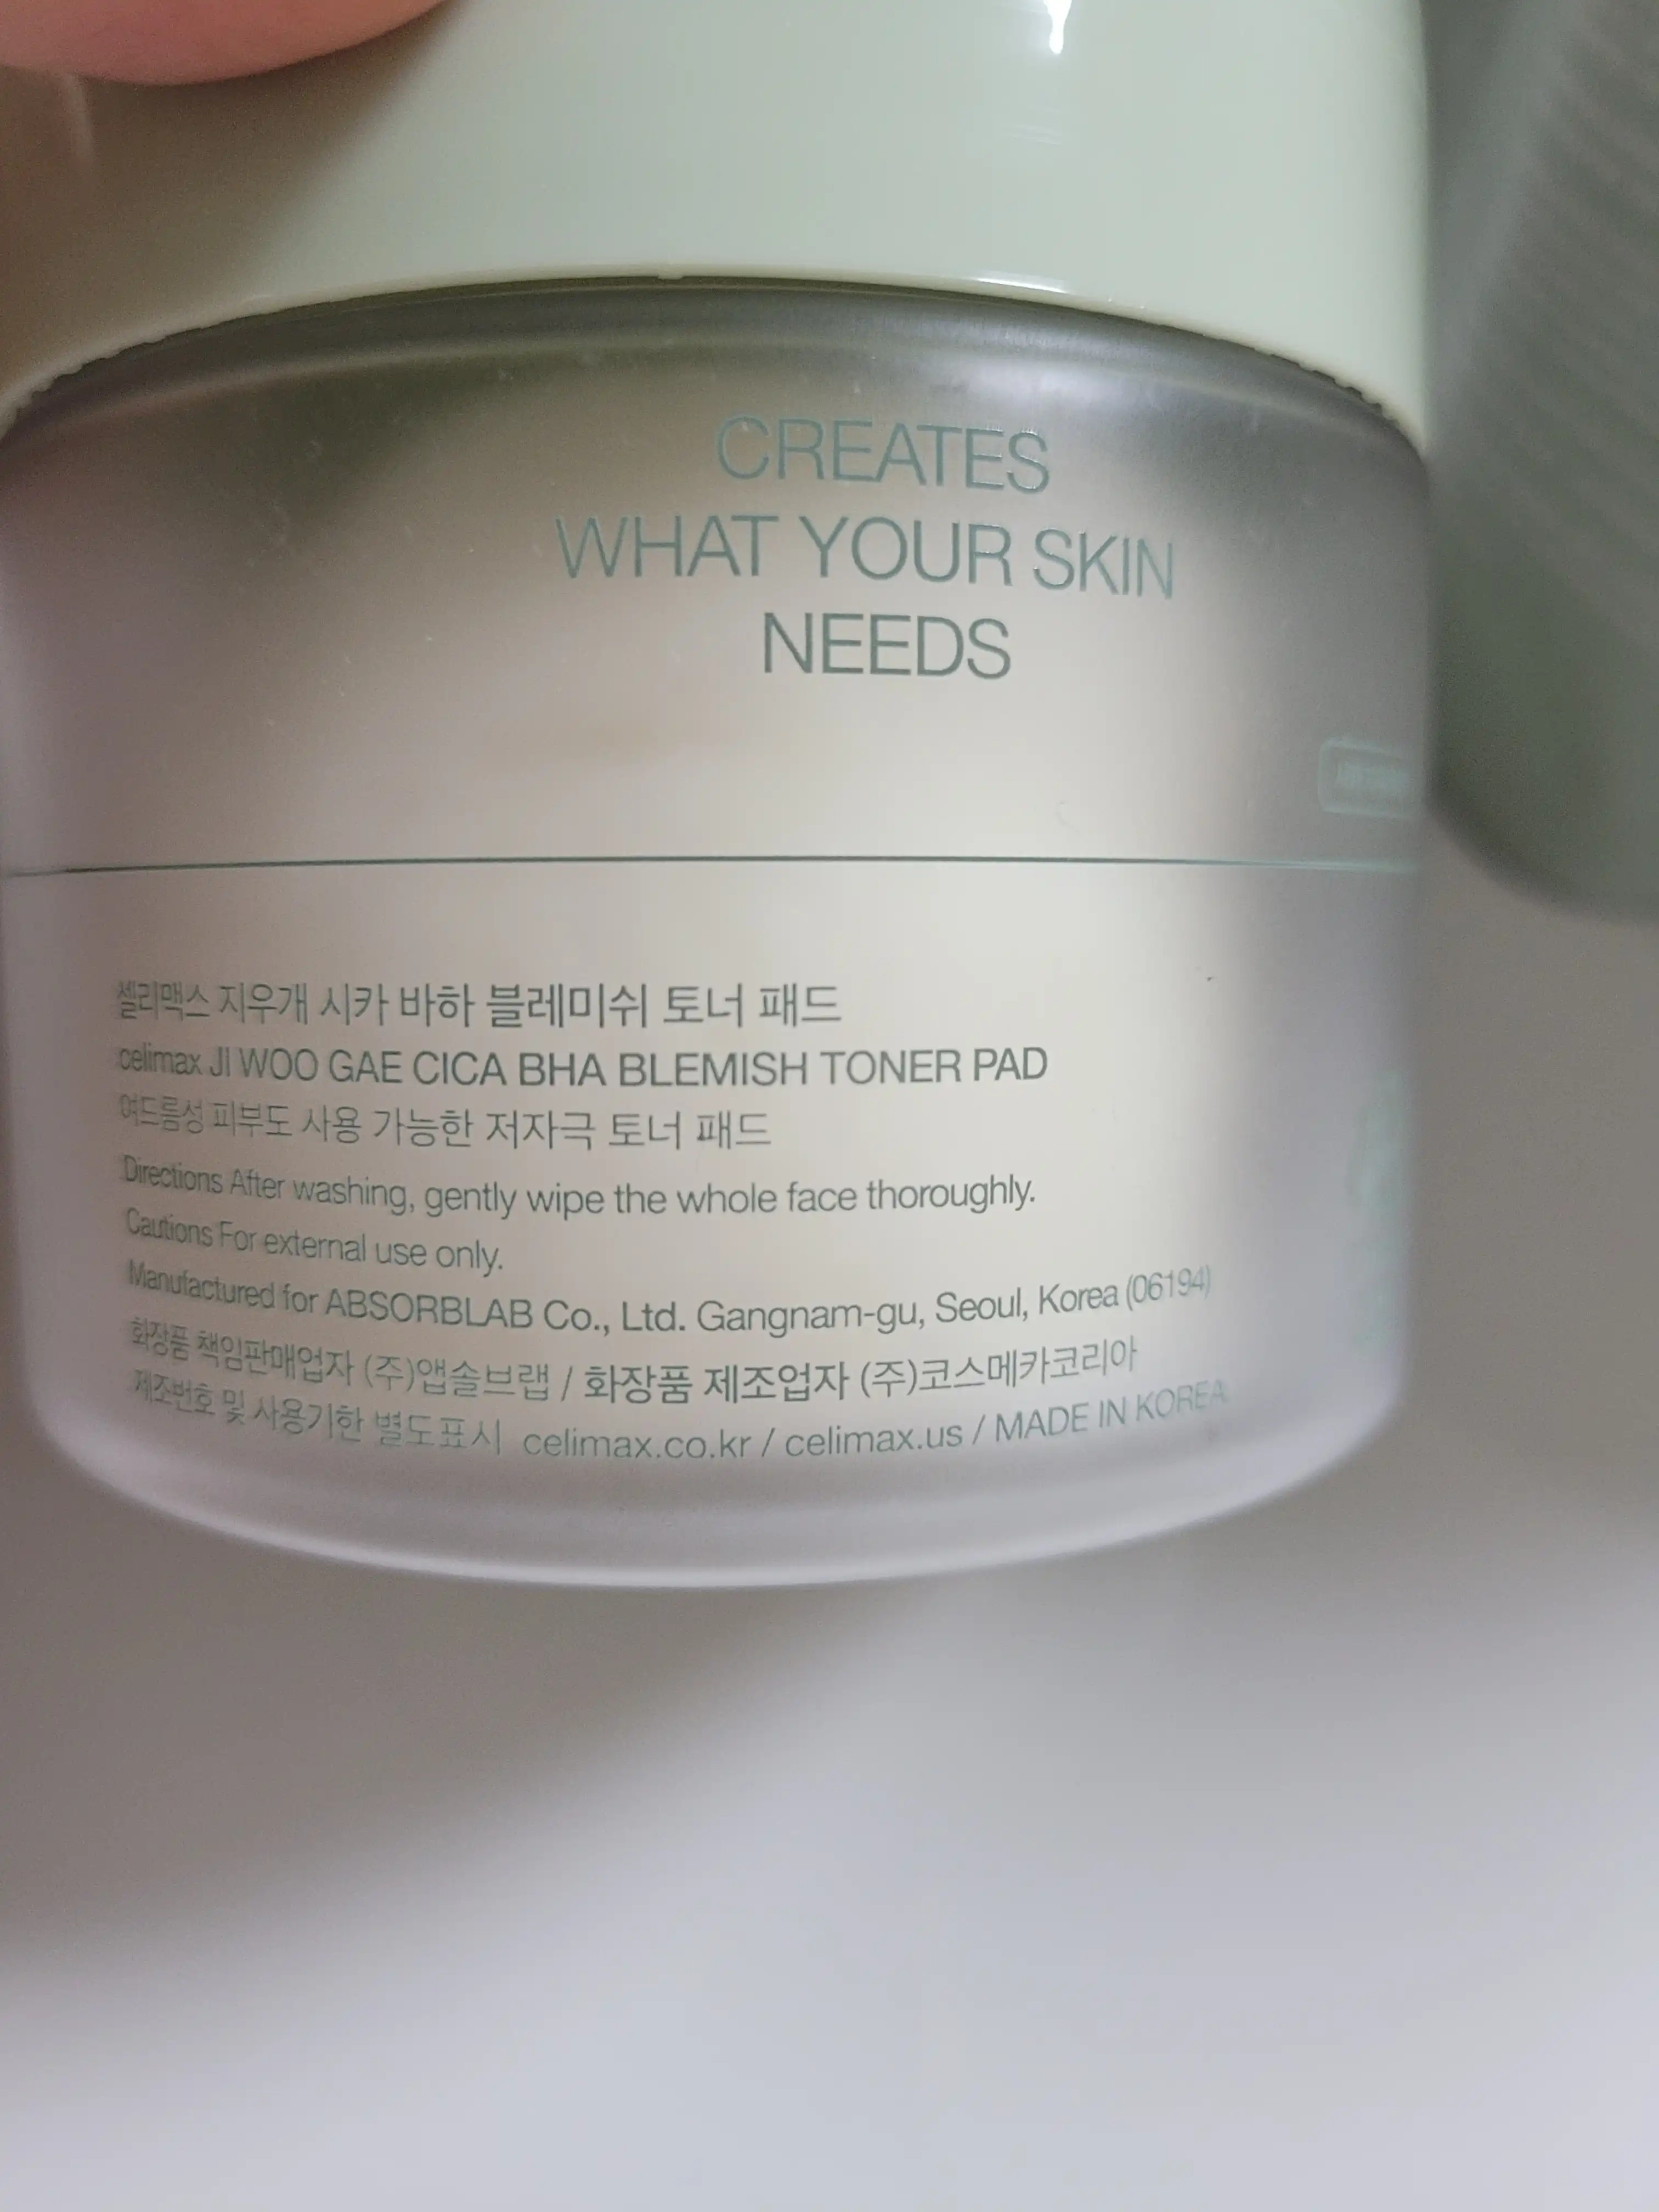 CREATES
WHAT YOUR SKIN
NEEDS
셀리맥스 지우개 시카 바하 블레미쉬 토너 패드
celimax JI WOO GAE CICA BHA BLEMISH TONER PAD
여드름성 피부도 사용 가능한 저자극 토너 패드
Directions After washing, gently wipe the whole face thoroughly.
Cautions For external use only.
Manufactured for ABSORBLAB Co., Ltd. Gangnam-gu, Seoul, Korea (06194)
화장품 책임판매업자 (주)앱솔브랩 / 화장품 제조업자 (주)코스메카코리아
제조번호 및 사용기한 별도표시 celimax.co.kr / celimax.us / MADE IN KOREA